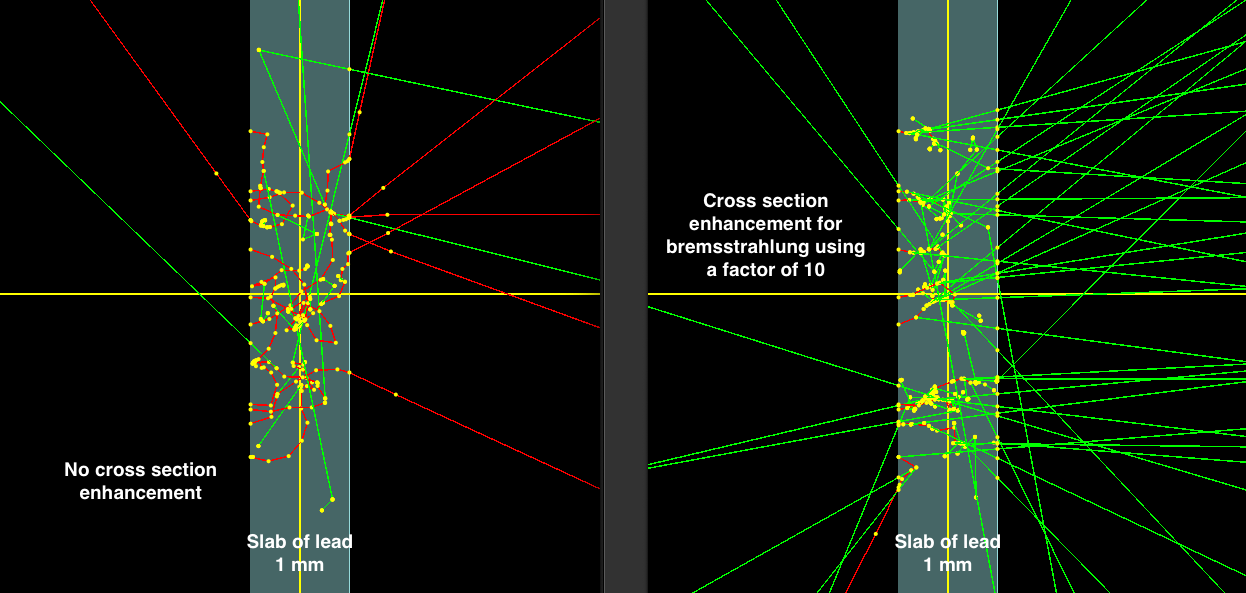 No cross section
enhancement
Slab of lead
1 mm
Cross section
enhancement for
bremsstrahlung using
a factor of 10
Slab of lead
1 mm